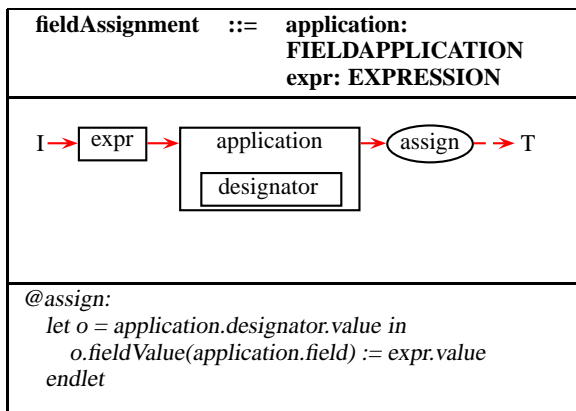 fieldAssignment ::= application:
FIELDAPPLICATION
expr: EXPRESSION
I expr application assign T
designator
@assign:
let o = application.designator.value in
o.fieldValue(application.field) := expr.value
endlet